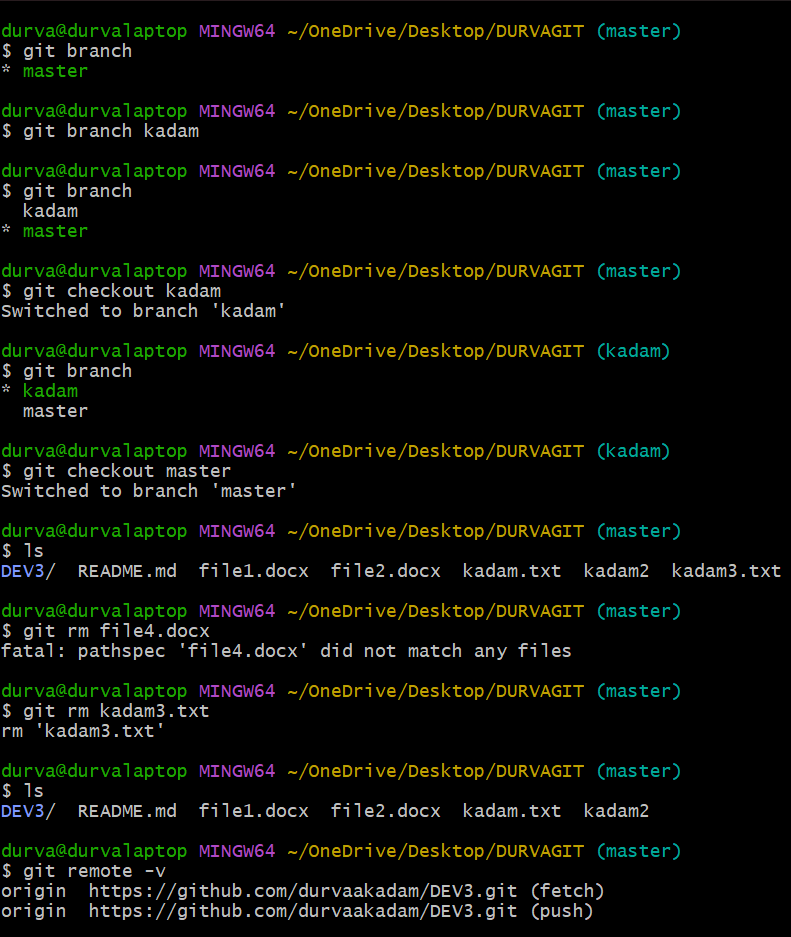 durva@durvalaptop MINGW64 ~/OneDrive/Desktop/DURVAGIT (master)
$ git branch
* master
durva@durvalaptop MINGW64 ~/OneDrive/Desktop/DURVAGIT (master)
$ git branch kadam
durva@durvalaptop MINGW64 ~/OneDrive/Desktop/DURVAGIT (master)
$ git branch
  kadam
* master
durva@durvalaptop MINGW64 ~/OneDrive/Desktop/DURVAGIT (master)
$ git checkout kadam
Switched to branch 'kadam'
durva@durvalaptop MINGW64 ~/OneDrive/Desktop/DURVAGIT (kadam)
$ git branch
* kadam
  master
durva@durvalaptop MINGW64 ~/OneDrive/Desktop/DURVAGIT (kadam)
$ git checkout master
Switched to branch 'master'
durva@durvalaptop MINGW64 ~/OneDrive/Desktop/DURVAGIT (master)
$ ls
DEV3/  README.md  file1.docx  file2.docx  kadam.txt  kadam2  kadam3.txt
durva@durvalaptop MINGW64 ~/OneDrive/Desktop/DURVAGIT (master)
$ git rm file4.docx
fatal: pathspec 'file4.docx' did not match any files
durva@durvalaptop MINGW64 ~/OneDrive/Desktop/DURVAGIT (master)
$ git rm kadam3.txt
rm 'kadam3.txt'
durva@durvalaptop MINGW64 ~/OneDrive/Desktop/DURVAGIT (master)
$ ls
DEV3/  README.md  file1.docx  file2.docx  kadam.txt  kadam2
durva@durvalaptop MINGW64 ~/OneDrive/Desktop/DURVAGIT (master)
$ git remote -v
origin  https://github.com/durvaakadam/DEV3.git (fetch)
origin  https://github.com/durvaakadam/DEV3.git (push)